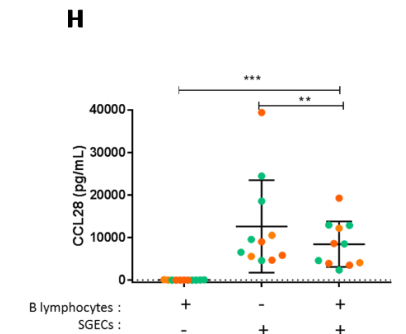 H
***
**
CCL28 (pg/mL)
40000
30000
20000
10000
0
B lymphocytes : + - +
SGECs : - + +